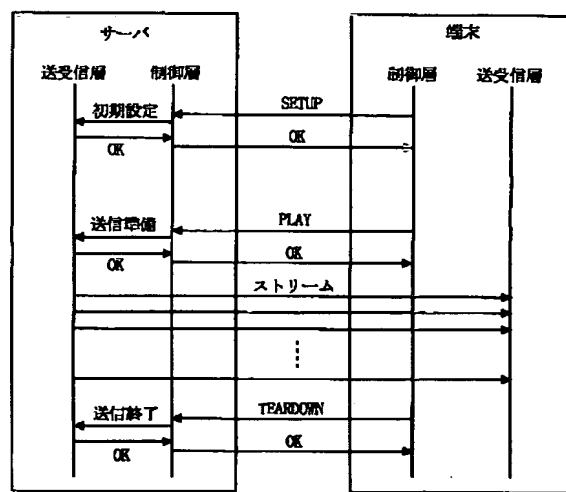 サーバ
端末
送受信層
制御層
制御層
送受信層
初期設定
SETUP
OK
OK
送信準備
PLAY
OK
OK
ストリーム
送信終了
TEARDOWN
OK
OK